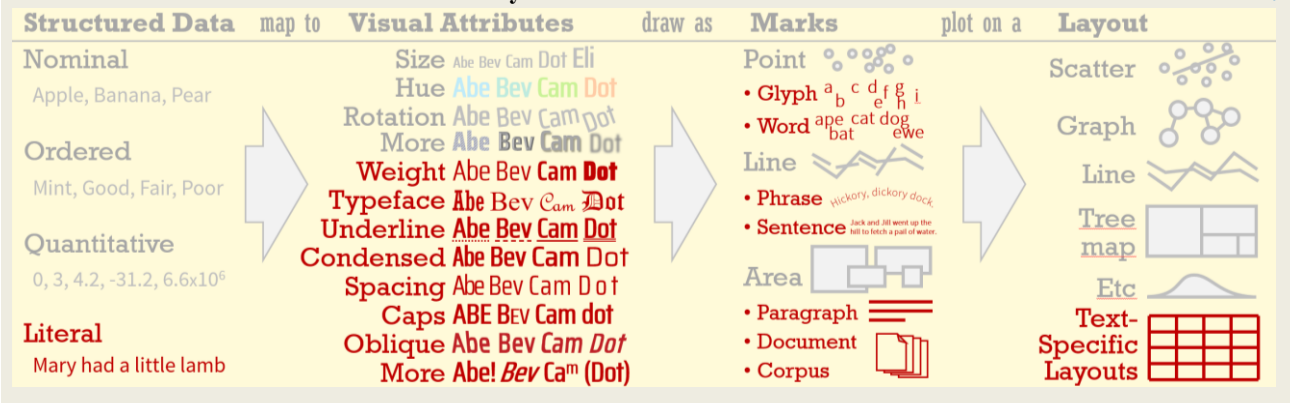 Structured Data map to Visual Attributes draw as Marks plot on a Layout
Nominal
Apple, Banana, Pear
Ordered
Mint, Good, Fair, Poor
Quantitative
0, 3, 4.2, -31.2, 6.6x10⁶
Literal
Mary had a little lamb
Size Abe Bev Cam Dot Eli
Hue Abe Bev Cam Dot
Rotation Abe Bev Cam Dot
More Abe Bev Cam Dot
Weight Abe Bev Cam Dot
Typeface Abe Bev Cam Dot
Underline Abe Bev Cam Dot
Condensed Abe Bev Cam Dot
Spacing Abe Bev Cam Dot
Caps ABE BEV Cam dot
Oblique Abe Bev Cam Dot
More Abe! Bev Caᵐ (Dot)
Point
• Glyph a b c d e f g h i
• Word ape bat cat dog ewe
Line
• Phrase Hickory, dickory dock
• Sentence Jack and Jill went up the
hill to fetch a pail of water.
Area
• Paragraph
• Document
• Corpus
Scatter
Graph
Line
Tree
map
Etc
Text-
Specific
Layouts